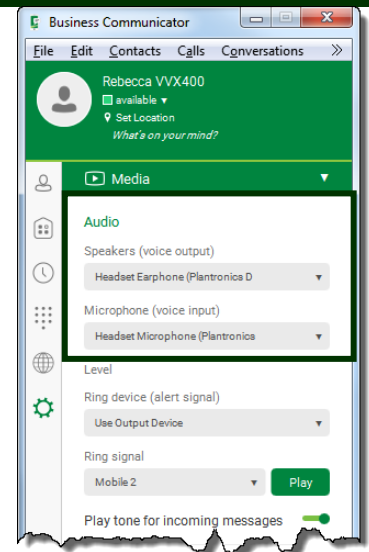 Business Communicator
File Edit Contacts Calls Conversations »
Rebecca VVX400
available
Set Location
What's on your mind?
Media
Audio
Speakers (voice output)
Headset Earphone (Plantronics D
Microphone (voice input)
Headset Microphone (Plantronics
Level
Ring device (alert signal)
Use Output Device
Ring signal
Mobile 2 Play
Play tone for incoming messages